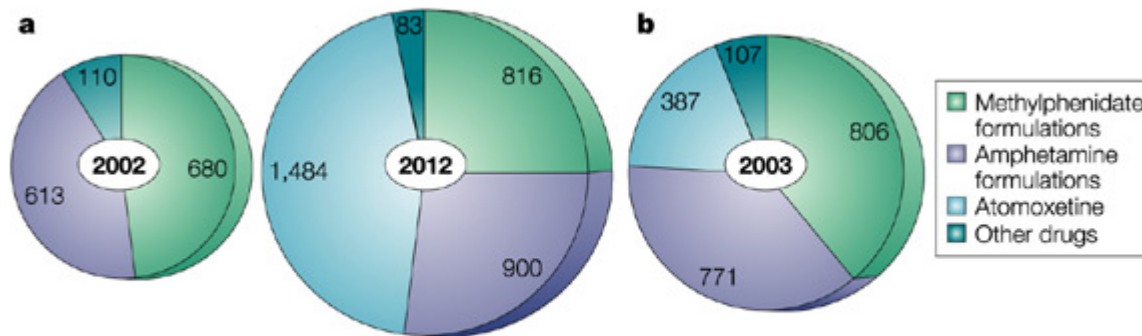 a
110
680
613
2002
83
816
1,484
900
2012
b
107
387
806
771
2003
Methylphenidate
formulations
Amphetamine
formulations
Atomoxetine
Other drugs